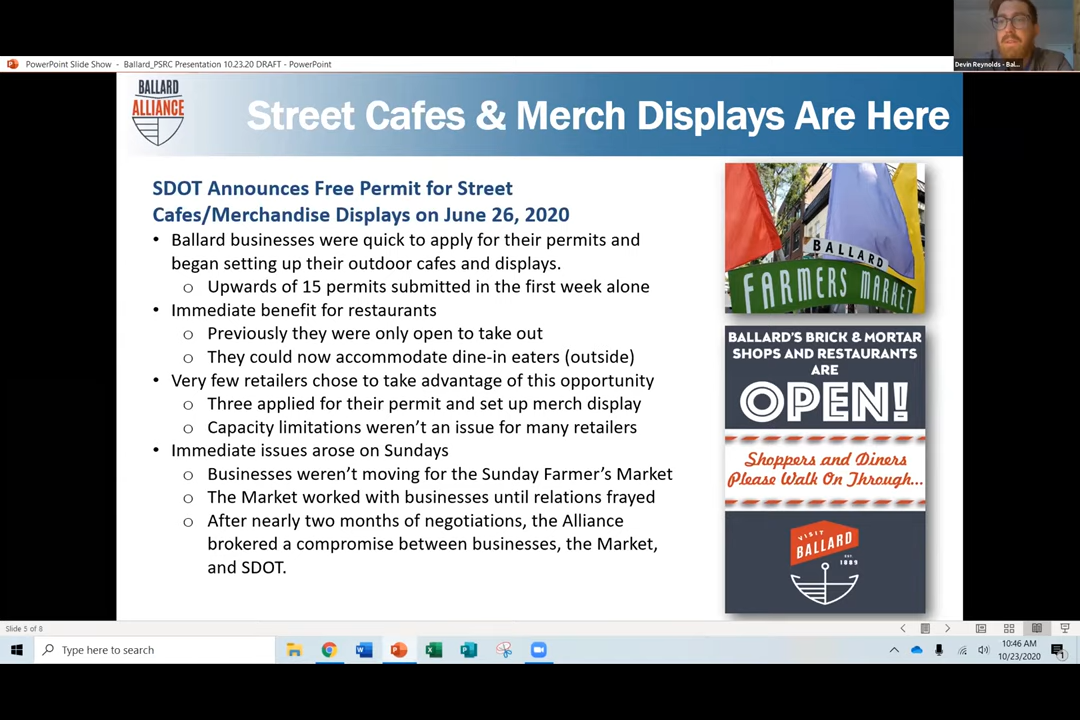 Devin Reynolds - Bal...
PowerPoint Slide Show - Ballard_PSRC Presentation 10.23.20 DRAFT - PowerPoint
BALLARD
ALLIANCE
Street Cafes & Merch Displays Are Here
SDOT Announces Free Permit for Street
Cafes/Merchandise Displays on June 26, 2020
• Ballard businesses were quick to apply for their permits and
began setting up their outdoor cafes and displays.
o Upwards of 15 permits submitted in the first week alone
• Immediate benefit for restaurants
o Previously they were only open to take out
o They could now accommodate dine-in eaters (outside)
• Very few retailers chose to take advantage of this opportunity
o Three applied for their permit and set up merch display
o Capacity limitations weren't an issue for many retailers
• Immediate issues arose on Sundays
o Businesses weren't moving for the Sunday Farmer's Market
o The Market worked with businesses until relations frayed
o After nearly two months of negotiations, the Alliance
brokered a compromise between businesses, the Market,
and SDOT.
BALLARD
FARMERS MARKET
BALLARD'S BRICK & MORTAR
SHOPS AND RESTAURANTS
ARE
OPEN!
Shoppers and Diners
Please Walk On Through...
VISIT
BALLARD
EST
1889
Slide 5 of 8
Type here to search
10:46 AM
10/23/2020
1